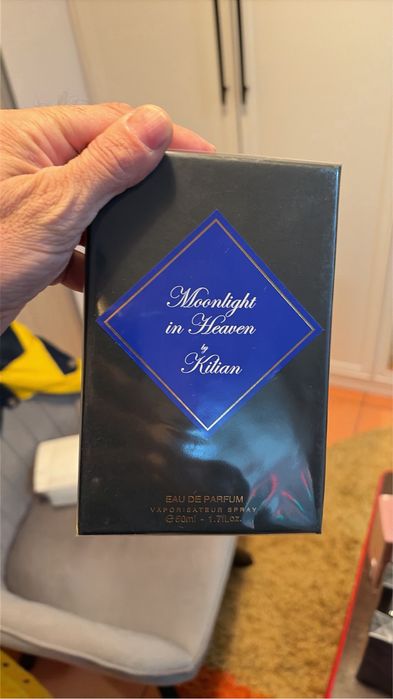 Moonlight
in Heaven
by
Kilian
EAU DE PARFUM
VAPORISATEUR SPRAY
℮ 50ml - 1.7fl.oz.